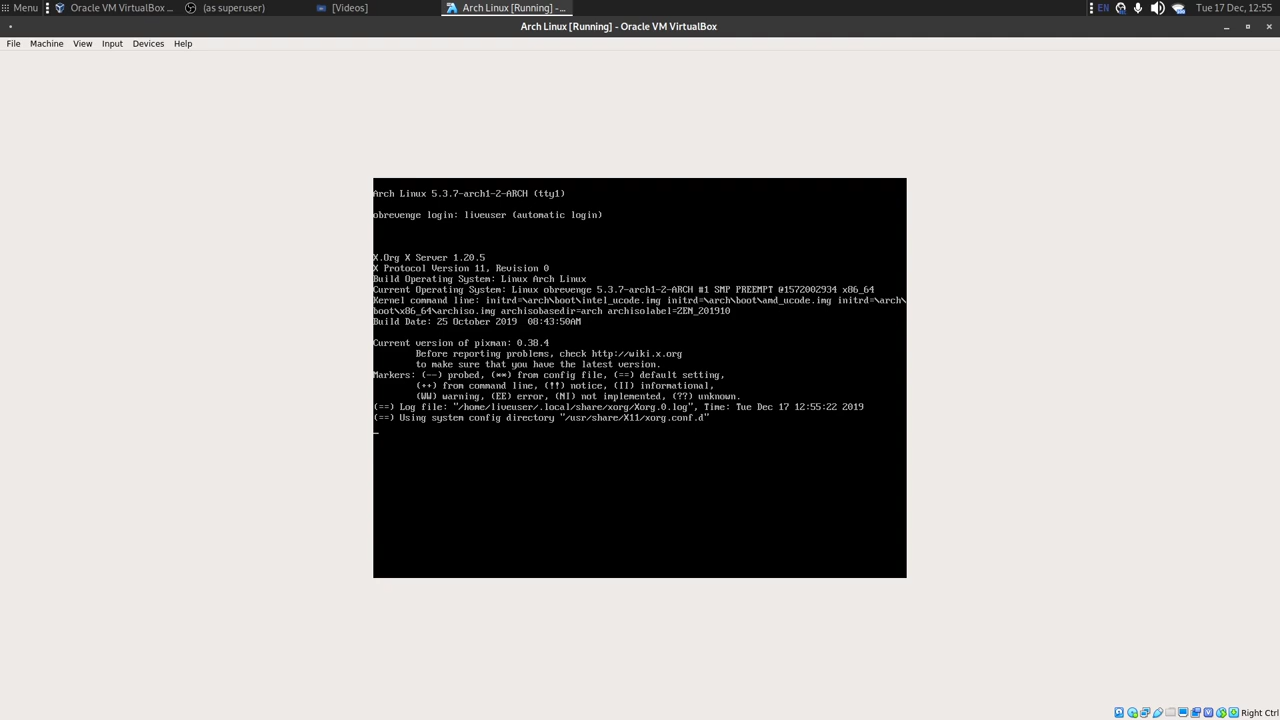 Menu
Oracle VM VirtualBox ...
(as superuser)
[Videos]
Arch Linux [Running] -...
EN
Tue 17 Dec, 12:55
Arch Linux [Running] - Oracle VM VirtualBox
File Machine View Input Devices Help
Arch Linux 5.3.7-arch1-2-ARCH (tty1)
obrevenge login: liveuser (automatic login)
X.Org X Server 1.20.5
X Protocol Version 11, Revision 0
Build Operating System: Linux Arch Linux
Current Operating System: Linux obrevenge 5.3.7-arch1-2-ARCH #1 SMP PREEMPT @1572002934 x86_64
Kernel command line: initrd=\arch\boot\intel_ucode.img initrd=\arch\boot\amd_ucode.img initrd=\arch\
boot\x86_64\archiso.img archisobasedir=arch archisolabel=ZEN_201910
Build Date: 25 October 2019  08:43:50AM
Current version of pixman: 0.38.4
Before reporting problems, check http://wiki.x.org
to make sure that you have the latest version.
Markers: (--) probed, (**) from config file, (==) default setting,
(++) from command line, (!!) notice, (II) informational,
(WW) warning, (EE) error, (NI) not implemented, (??) unknown.
(==) Log file: "/home/liveuser/.local/share/xorg/Xorg.0.log", Time: Tue Dec 17 12:55:22 2019
(==) Using system config directory "/usr/share/X11/xorg.conf.d"
_
Right Ctrl